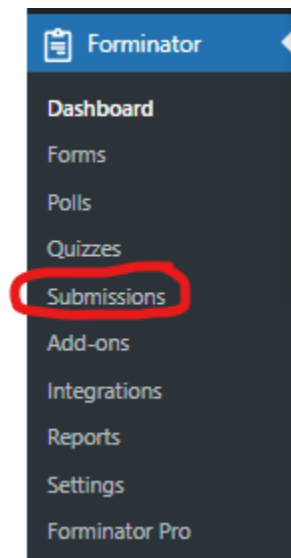 Forminator
Dashboard
Forms
Polls
Quizzes
Submissions
Add-ons
Integrations
Reports
Settings
Forminator Pro